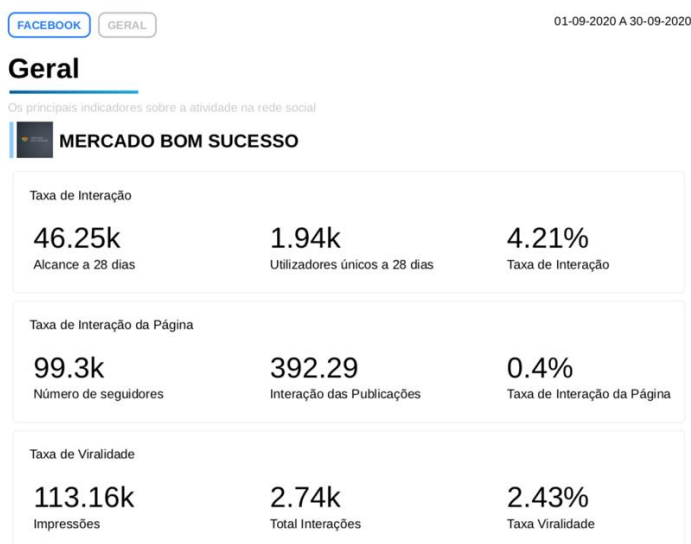 FACEBOOK GERAL 01-09-2020 A 30-09-2020
Geral
Os principais indicadores sobre a atividade na rede social
MERCADO BOM SUCESSO
Taxa de Interação
46.25k 1.94k 4.21%
Alcance a 28 dias Utilizadores únicos a 28 dias Taxa de Interação
Taxa de Interação da Página
99.3k 392.29 0.4%
Número de seguidores Interação das Publicações Taxa de Interação da Página
Taxa de Viralidade
113.16k 2.74k 2.43%
Impressões Total Interações Taxa Viralidade